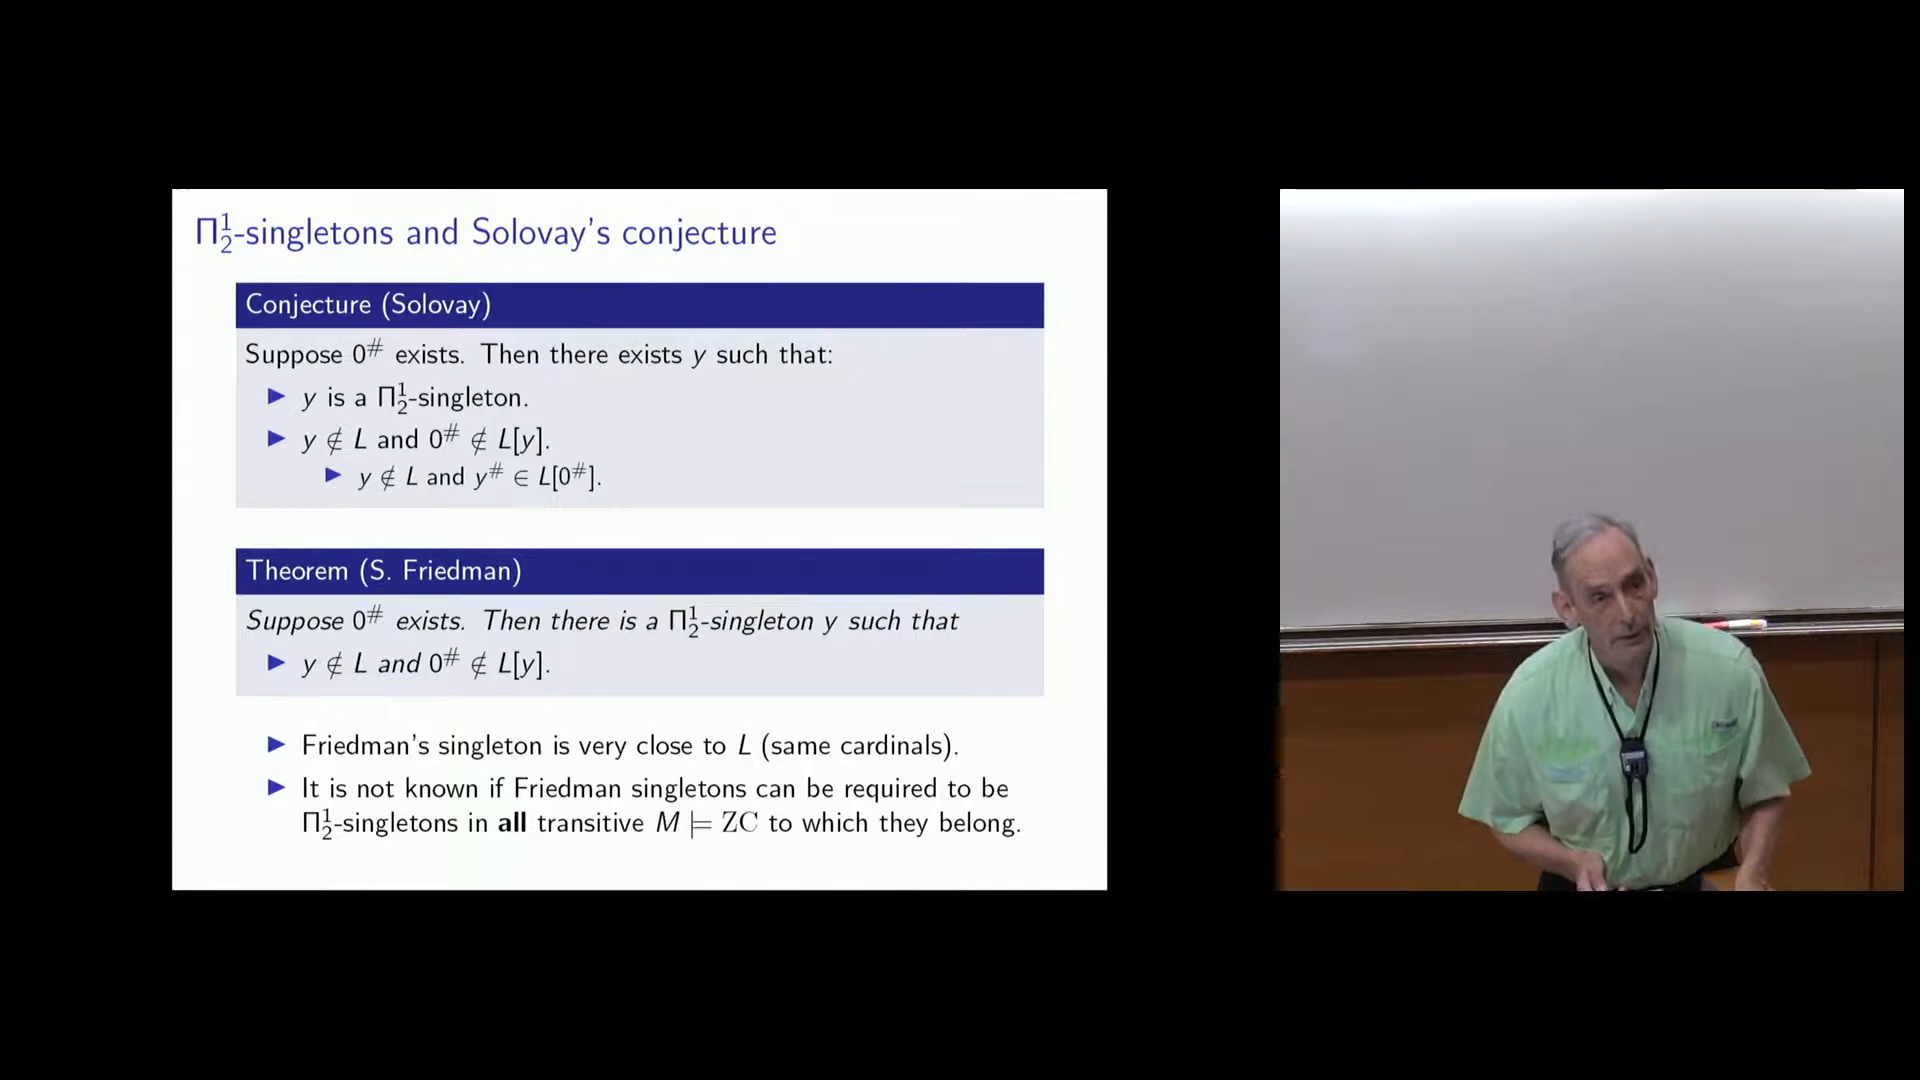 Π¹₂-singletons and Solovay's conjecture
Conjecture (Solovay)
Suppose 0^# exists. Then there exists y such that:
▶ y is a Π¹₂-singleton.
▶ y ∉ L and 0^# ∉ L[y].
▶ y ∉ L and y^# ∈ L[0^#].
Theorem (S. Friedman)
Suppose 0^# exists. Then there is a Π¹₂-singleton y such that
▶ y ∉ L and 0^# ∉ L[y].
▶ Friedman's singleton is very close to L (same cardinals).
▶ It is not known if Friedman singletons can be required to be
Π¹₂-singletons in all transitive M ⊨ ZC to which they belong.